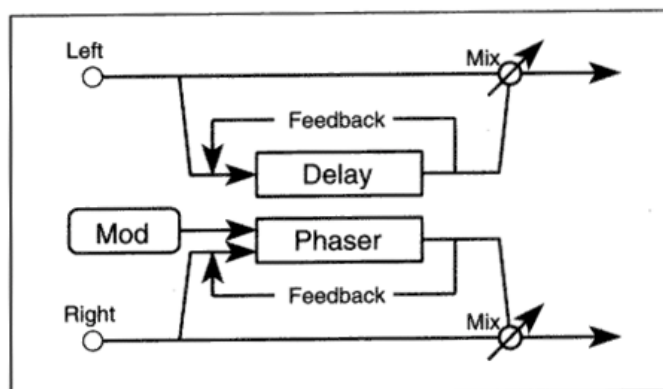 Left
Mix
Feedback
Delay
Mod
Phaser
Feedback
Right
Mix